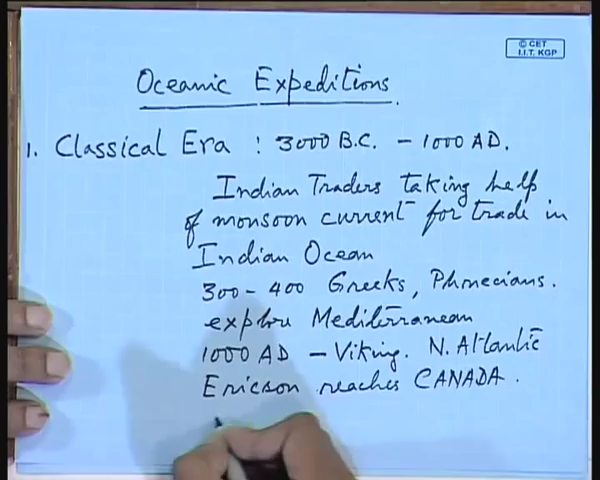 © CET
I.I.T. KGP
Oceanic Expeditions.
1. Classical Era : 3000 B.C. – 1000 AD.
Indian Traders taking help
of monsoon current for trade in
Indian Ocean
300 – 400 Greeks, Phonecians.
explore Mediterranean
1000 AD – Viking. N. Atlantic
Ericson reaches CANADA.